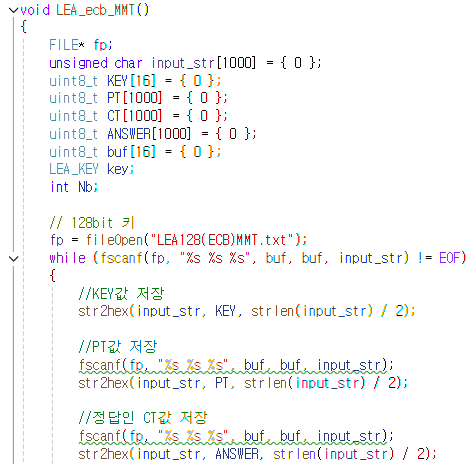 void LEA_ecb_MMT()
{
FILE* fp;
unsigned char input_str[1000] = { 0 };
uint8_t KEY[16] = { 0 };
uint8_t PT[1000] = { 0 };
uint8_t CT[1000] = { 0 };
uint8_t ANSWER[1000] = { 0 };
uint8_t buf[16] = { 0 };
LEA_KEY key;
int Nb;
// 128bit 키
fp = fileOpen("LEA128(ECB)MMT.txt");
while (fscanf(fp, "%s %s %s", buf, buf, input_str) != EOF)
{
//KEY값 저장
str2hex(input_str, KEY, strlen(input_str) / 2);
//PT값 저장
fscanf(fp, "%s %s %s", buf, buf, input_str);
str2hex(input_str, PT, strlen(input_str) / 2);
//정답인 CT값 저장
fscanf(fp, "%s %s %s", buf, buf, input_str);
str2hex(input_str, ANSWER, strlen(input_str) / 2);